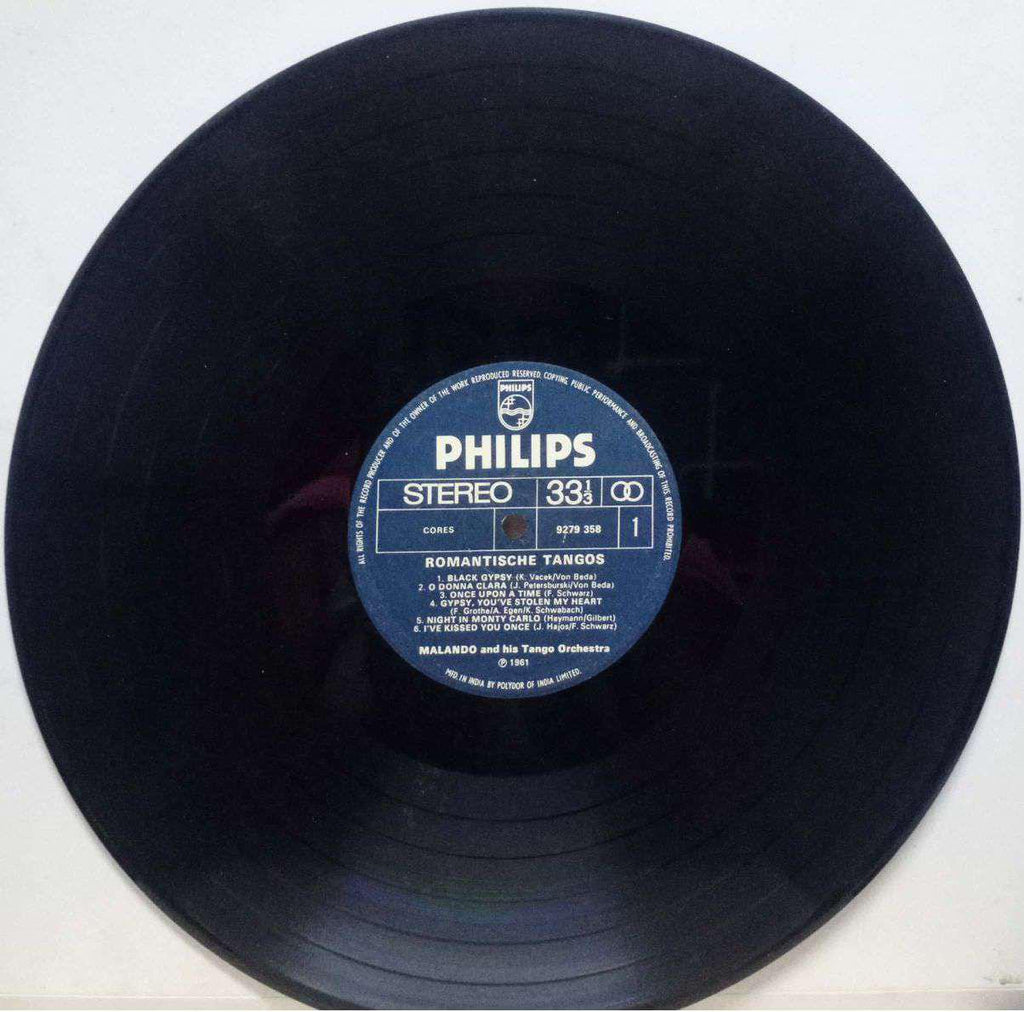 ALL RIGHTS OF THE RECORD PRODUCER AND OF THE OWNER OF THE WORK REPRODUCED RESERVED. COPYING, PUBLIC PERFORMANCE AND BROADCASTING OF THIS RECORD PROHIBITED.
PHILIPS
PHILIPS
STEREO 33⅓
CORES 9279 358 1
ROMANTISCHE TANGOS
1. BLACK GYPSY (K. Vacek/Von Beda)
2. O DONNA CLARA (J. Petersburski/Von Beda)
3. ONCE UPON A TIME (F. Schwarz)
4. GYPSY, YOU'VE STOLEN MY HEART
(F. Grothe/A. Egen/K. Schwabach)
5. NIGHT IN MONTY CARLO (Heymann/Gilbert)
6. I'VE KISSED YOU ONCE (J. Hajos/F. Schwarz)
MALANDO and his Tango Orchestra
℗ 1961
MFD. IN INDIA BY POLYDOR OF INDIA LIMITED.